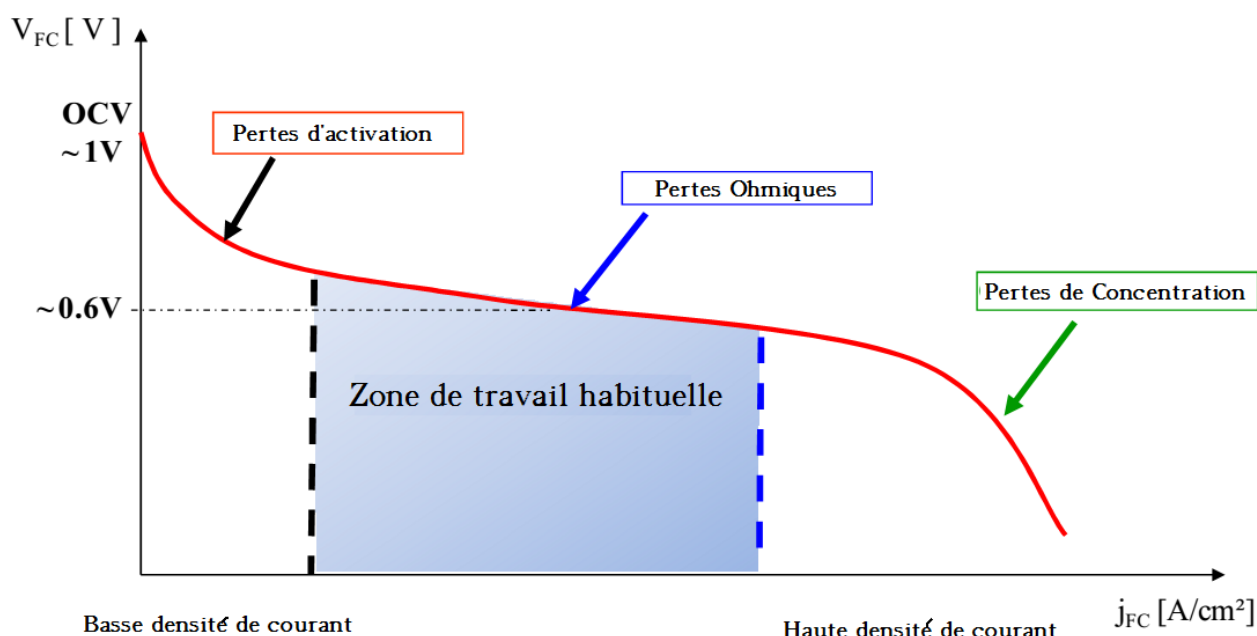 V_FC [ V ]
OCV
~1V
Pertes d'activation
Pertes Ohmiques
~0.6V
Pertes de Concentration
Zone de travail habituelle
j_FC [A/cm²]
Basse densité de courant
Haute densité de courant